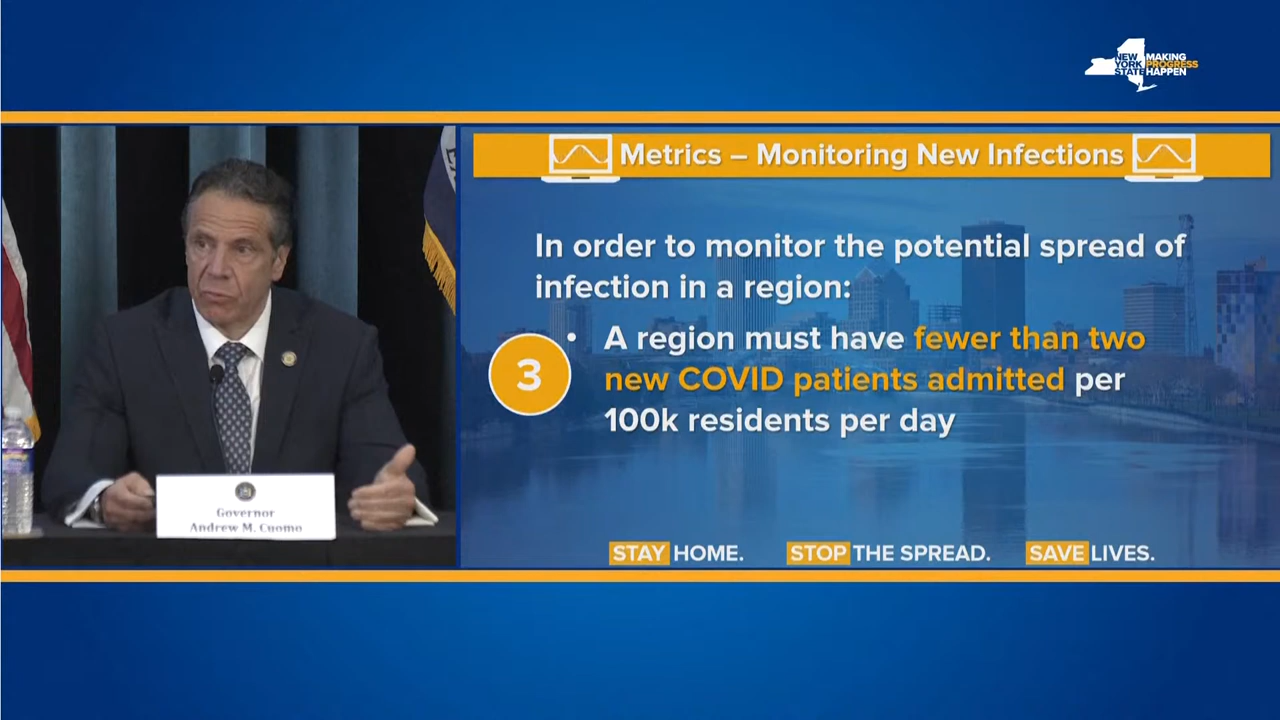 NEW
YORK
STATE
MAKING
PROGRESS
HAPPEN
Metrics – Monitoring New Infections
In order to monitor the potential spread of
infection in a region:
3
• A region must have fewer than two
new COVID patients admitted per
100k residents per day
Governor
Andrew M. Cuomo
STAY HOME. STOP THE SPREAD. SAVE LIVES.